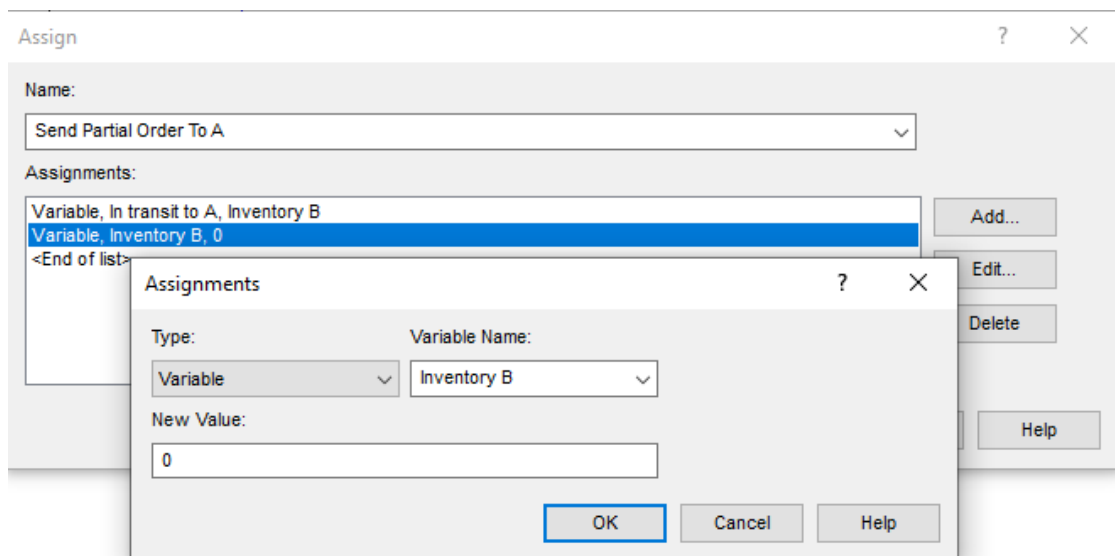 Assign ?
Name:
Send Partial Order To A
Assignments:
Variable, In transit to A, Inventory B
Variable, Inventory B, 0
<End of list>
Add...
Edit...
Delete
Help
Assignments ?
Type: Variable Name:
Variable Inventory B
New Value:
0
OK Cancel Help